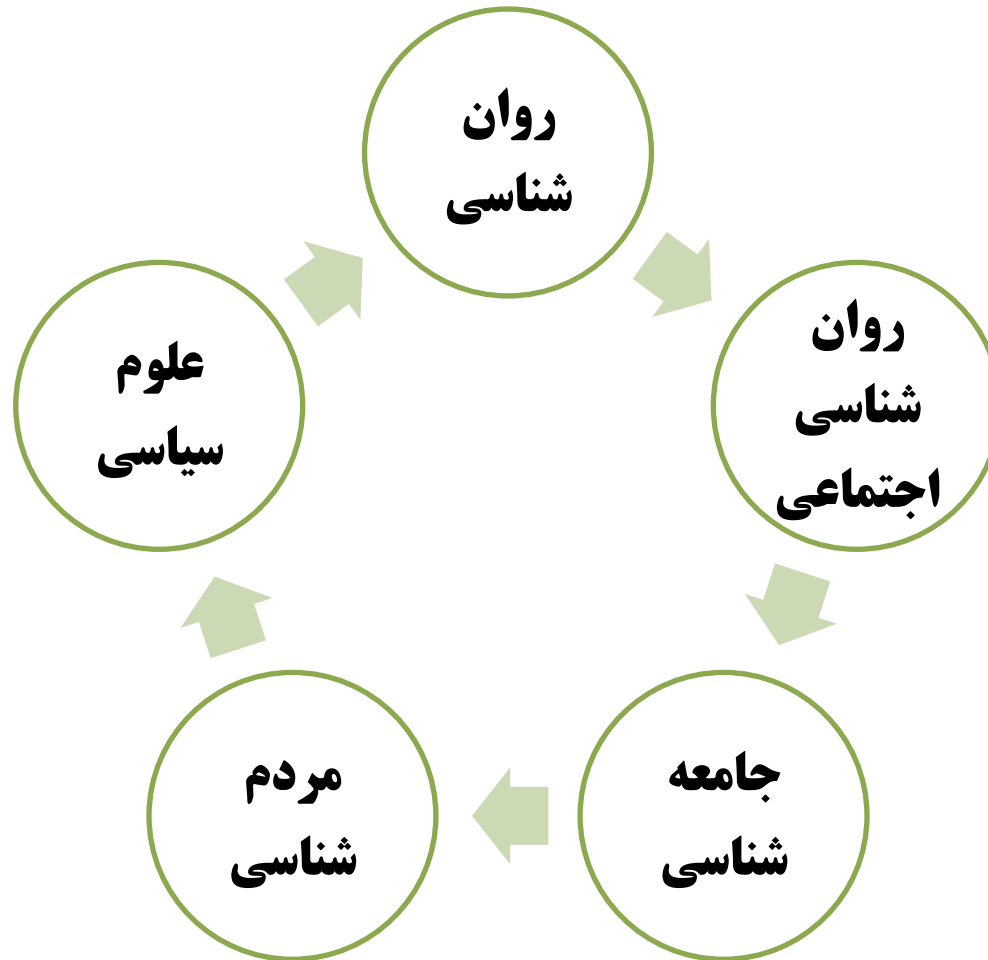 روان
شناسی
روان
شناسی
اجتماعی
جامعه
شناسی
مردم
شناسی
علوم
سیاسی